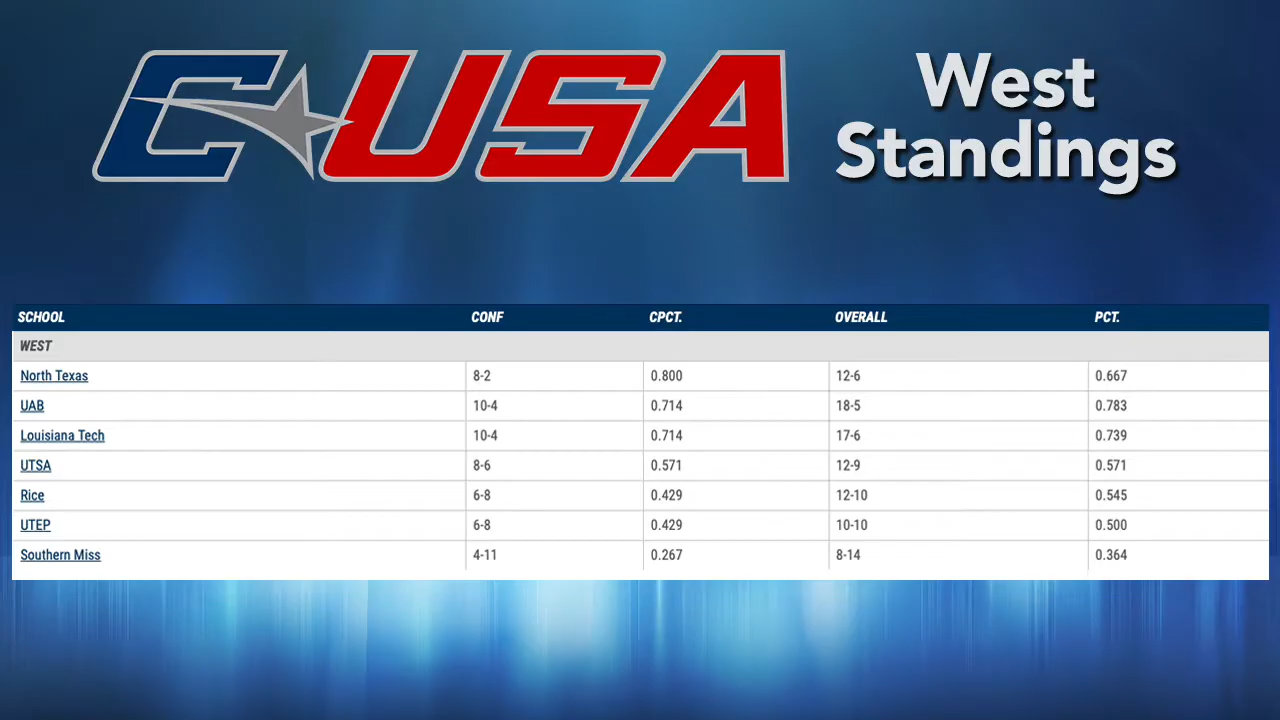 C USA
West
Standings
SCHOOL CONF CPCT. OVERALL PCT.
WEST
North Texas 8-2 0.800 12-6 0.667
UAB 10-4 0.714 18-5 0.783
Louisiana Tech 10-4 0.714 17-6 0.739
UTSA 8-6 0.571 12-9 0.571
Rice 6-8 0.429 12-10 0.545
UTEP 6-8 0.429 10-10 0.500
Southern Miss 4-11 0.267 8-14 0.364